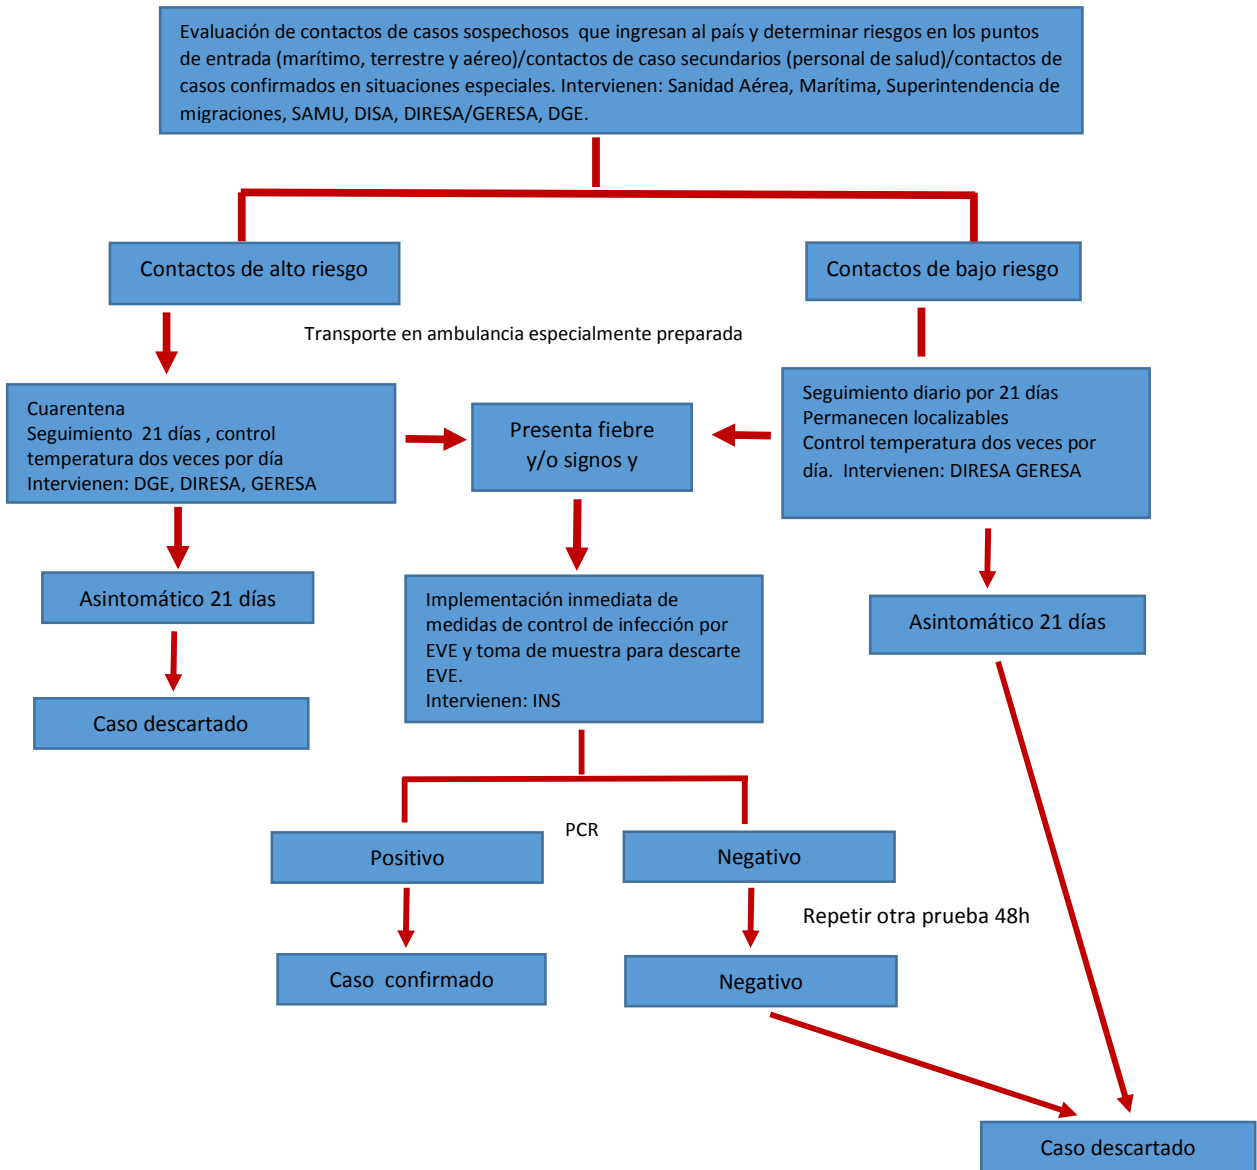 Evaluación de contactos de casos sospechosos que ingresan al país y determinar riesgos en los puntos
de entrada (marítimo, terrestre y aéreo)/contactos de caso secundarios (personal de salud)/contactos de
casos confirmados en situaciones especiales. Intervienen: Sanidad Aérea, Marítima, Superintendencia de
migraciones, SAMU, DISA, DIRESA/GERESA, DGE.
Contactos de alto riesgo
Contactos de bajo riesgo
Transporte en ambulancia especialmente preparada
Cuarentena
Seguimiento 21 días , control
temperatura dos veces por día
Intervienen: DGE, DIRESA, GERESA
Presenta fiebre
y/o signos y
Seguimiento diario por 21 días
Permanecen localizables
Control temperatura dos veces por
día. Intervienen: DIRESA GERESA
Asintomático 21 días
Implementación inmediata de
medidas de control de infección por
EVE y toma de muestra para descarte
EVE.
Intervienen: INS
Asintomático 21 días
Caso descartado
PCR
Positivo
Negativo
Repetir otra prueba 48h
Caso confirmado
Negativo
Caso descartado